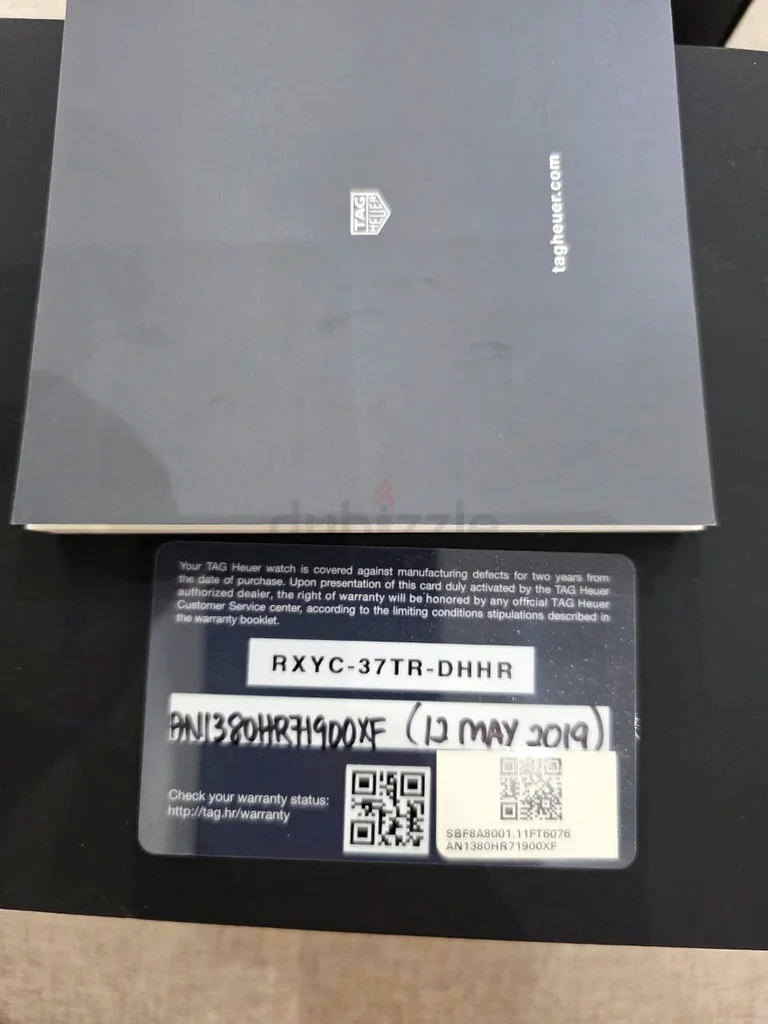 TAG
HEUER
tagheuer.com
dubizzle
Your TAG Heuer watch is covered against manufacturing defects for two years from
the date of purchase. Upon presentation of this card duly activated by the TAG Heuer
authorized dealer, the right of warranty will be honored by any official TAG Heuer
Customer Service center, according to the limiting conditions stipulations described in
the warranty booklet.
RXYC-37TR-DHHR
AN1380HR71900XF (12 MAY 2019)
Check your warranty status:
http://tag.hr/warranty
SBF8A8001.11FT6076
AN1380HR71900XF